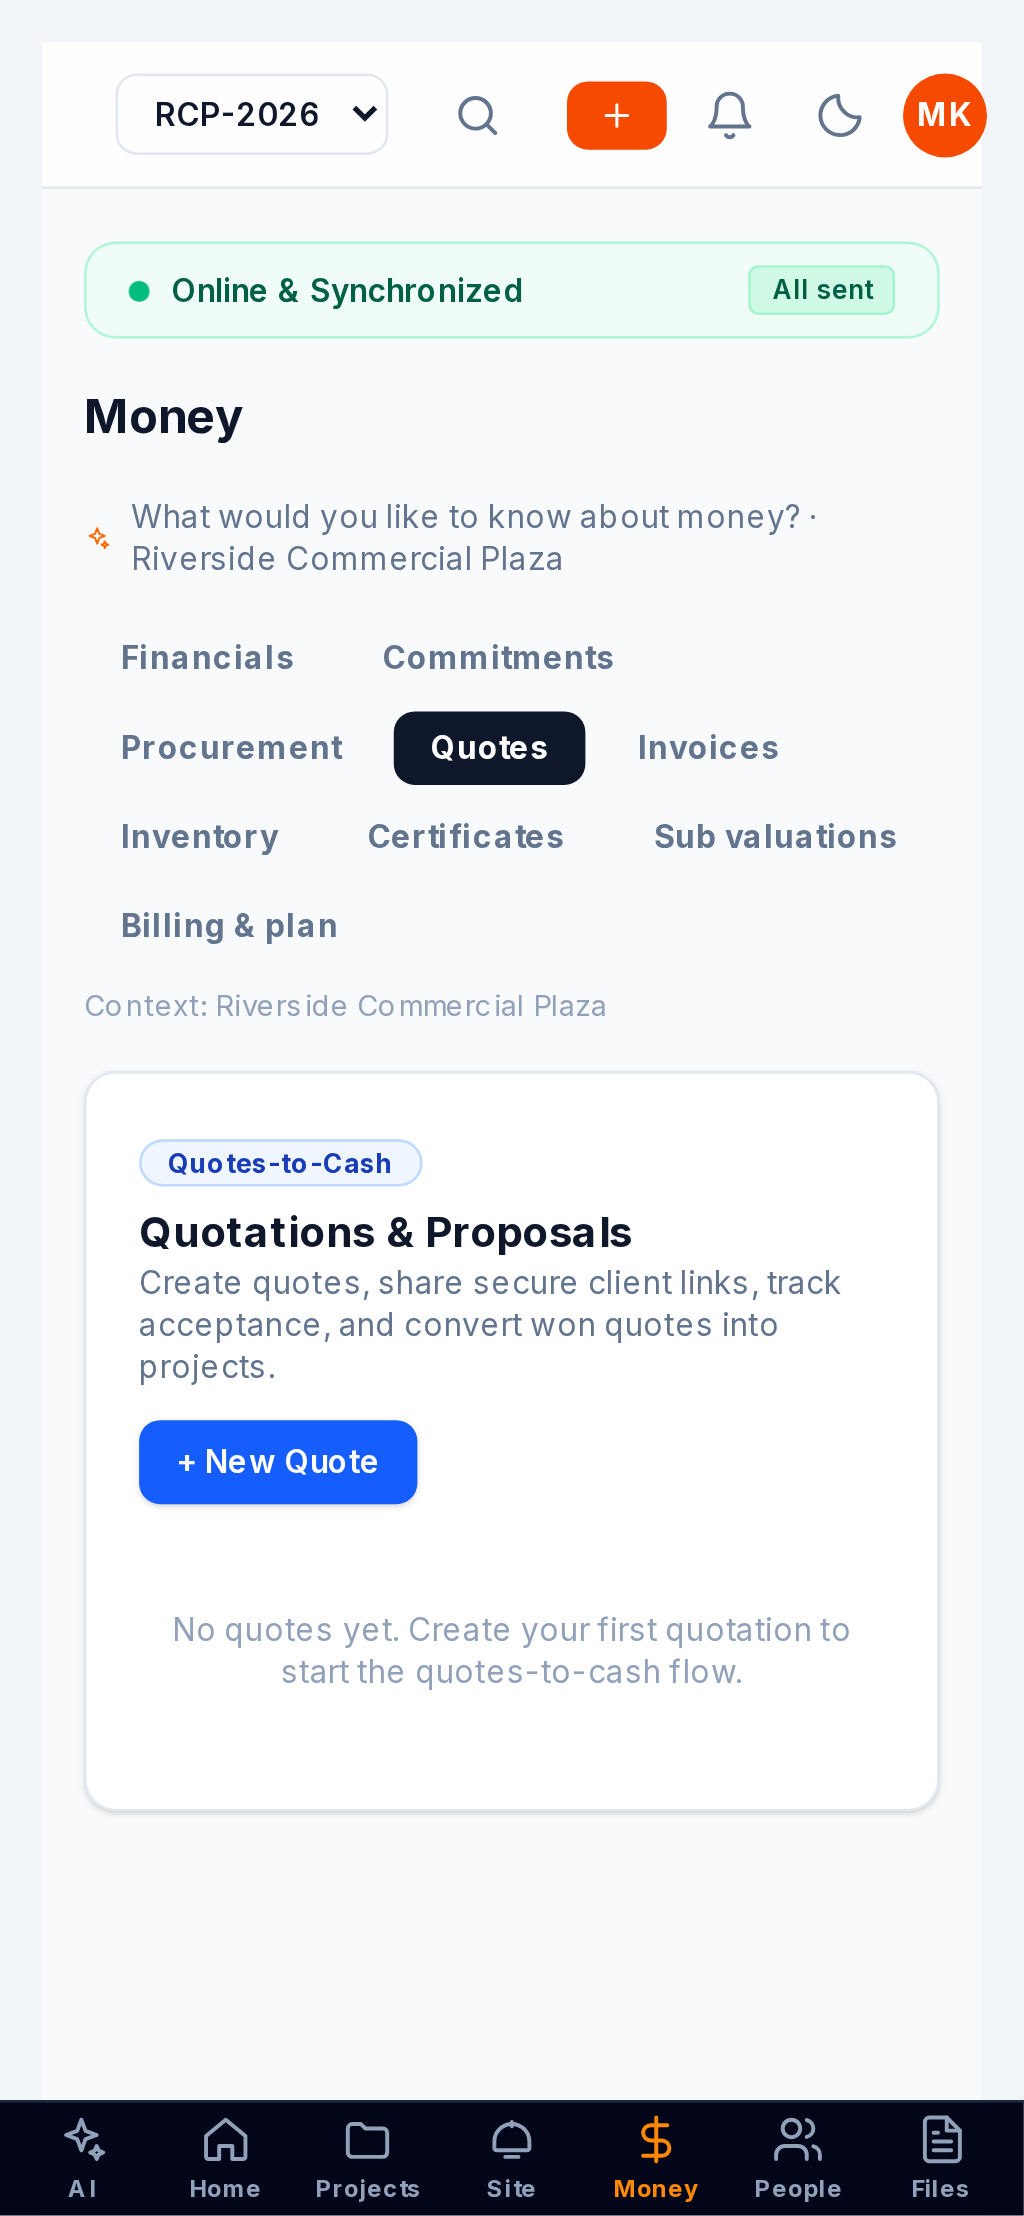 RCP-2026
MK
Online & Synchronized
All sent
Money
What would you like to know about money? ·
Riverside Commercial Plaza
Financials
Commitments
Procurement
Quotes
Invoices
Inventory
Certificates
Sub valuations
Billing & plan
Context: Riverside Commercial Plaza
Quotes-to-Cash
Quotations & Proposals
Create quotes, share secure client links, track
acceptance, and convert won quotes into
projects.
+ New Quote
No quotes yet. Create your first quotation to
start the quotes-to-cash flow.
AI
Home
Projects
Site
Money
People
Files